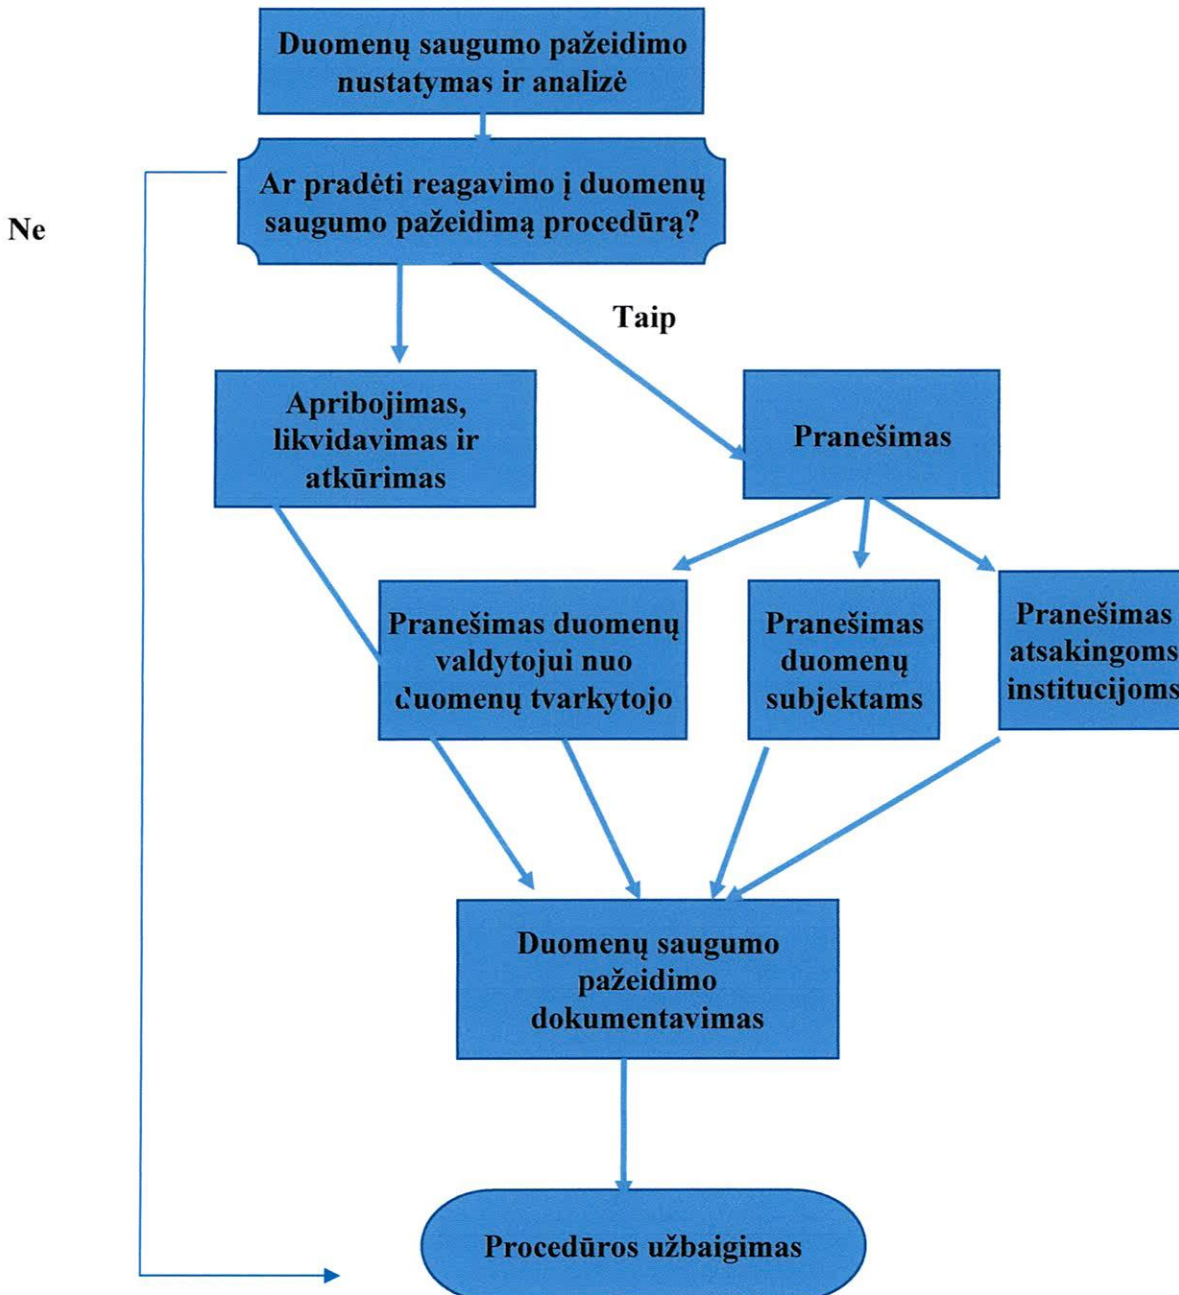 Duomenų saugumo pažeidimo
nustatymas ir analizė
Ar pradėti reagavimo į duomenų
saugumo pažeidimą procedūrą?
Ne
Taip
Apribojimas,
likvidavimas ir
atkūrimas
Pranešimas
Pranešimas duomenų
valdytojui nuo
duomenų tvarkytojo
Pranešimas
duomenų
subjektams
Pranešimas
atsakingoms
institucijoms
Duomenų saugumo
pažeidimo
dokumentavimas
Procedūros užbaigimas